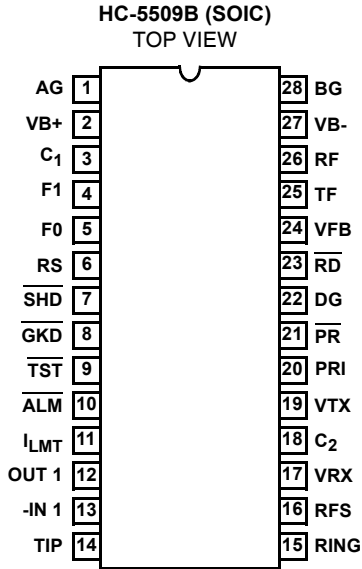 HC-5509B (SOIC)
TOP VIEW
AG 1 28 BG
VB+ 2 27 VB-
C1 3 26 RF
F1 4 25 TF
F0 5 24 VFB
RS 6 23 RD
SHD 7 22 DG
GKD 8 21 PR
TST 9 20 PRI
ALM 10 19 VTX
ILMT 11 18 C2
OUT 1 12 17 VRX
-IN 1 13 16 RFS
TIP 14 15 RING